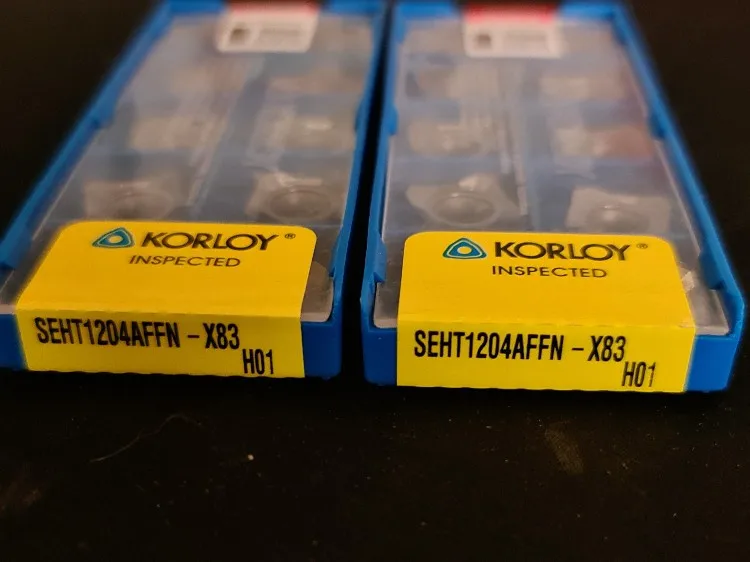 KORLOY®
INSPECTED
SEHT1204AFFN - X83
H01
KORLOY®
INSPECTED
SEHT1204AFFN - X83
H01